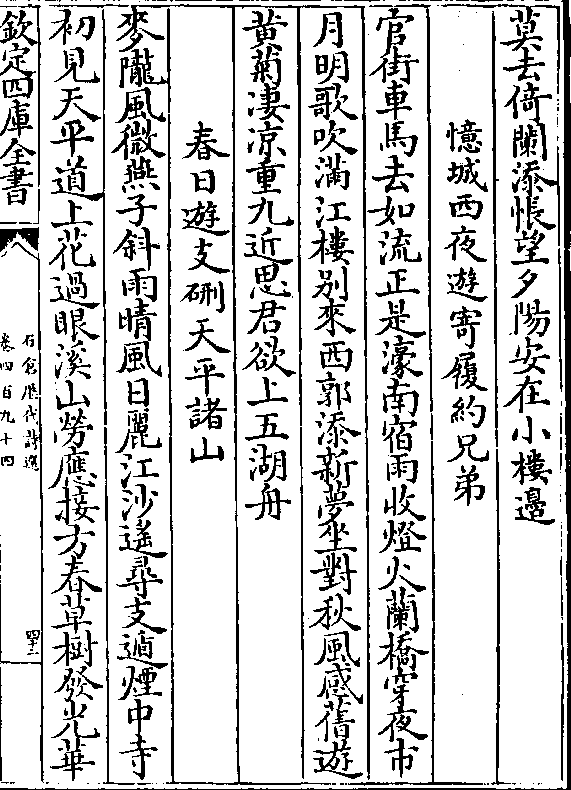 莫去倚闌添悵望夕陽安在小樓邊
憶城西夜遊寄履約兄弟
官街車馬去如流正是濠南宿雨收燈火蘭橋穿夜市
月明歌吹滿江樓别來西郭添新夢坐對秋風感舊遊
黄菊凄凉重九近思君欲上五湖舟
春日遊支硎天平諸山
麥隴風微燕子斜雨晴風日麗江沙遙尋支遁煙中寺
初見天平道上花過眼溪山勞應接方春草樹發光華
欽定四庫全書
石倉歴代詩選
卷四百九十四
四十二